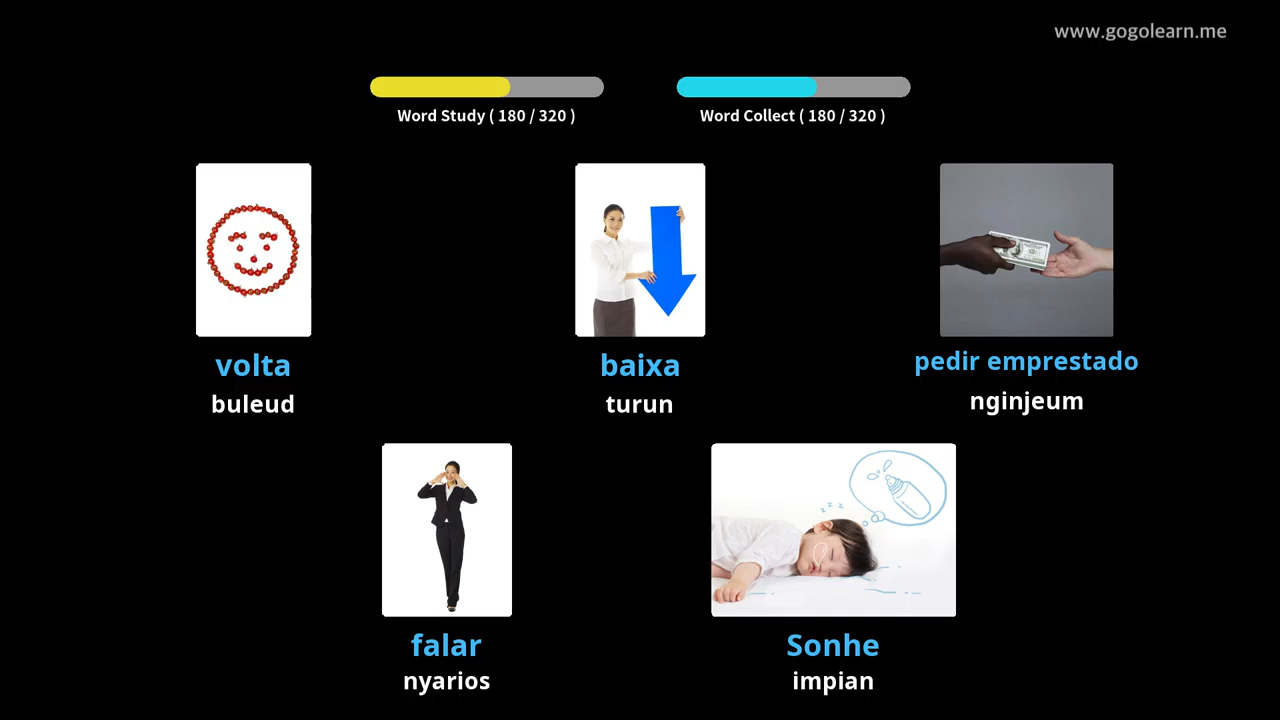 www.gogolearn.me
Word Study ( 180 / 320 )
Word Collect ( 180 / 320 )
volta
buleud
baixa
turun
pedir emprestado
nginjeum
falar
nyarios
Sonhe
impian